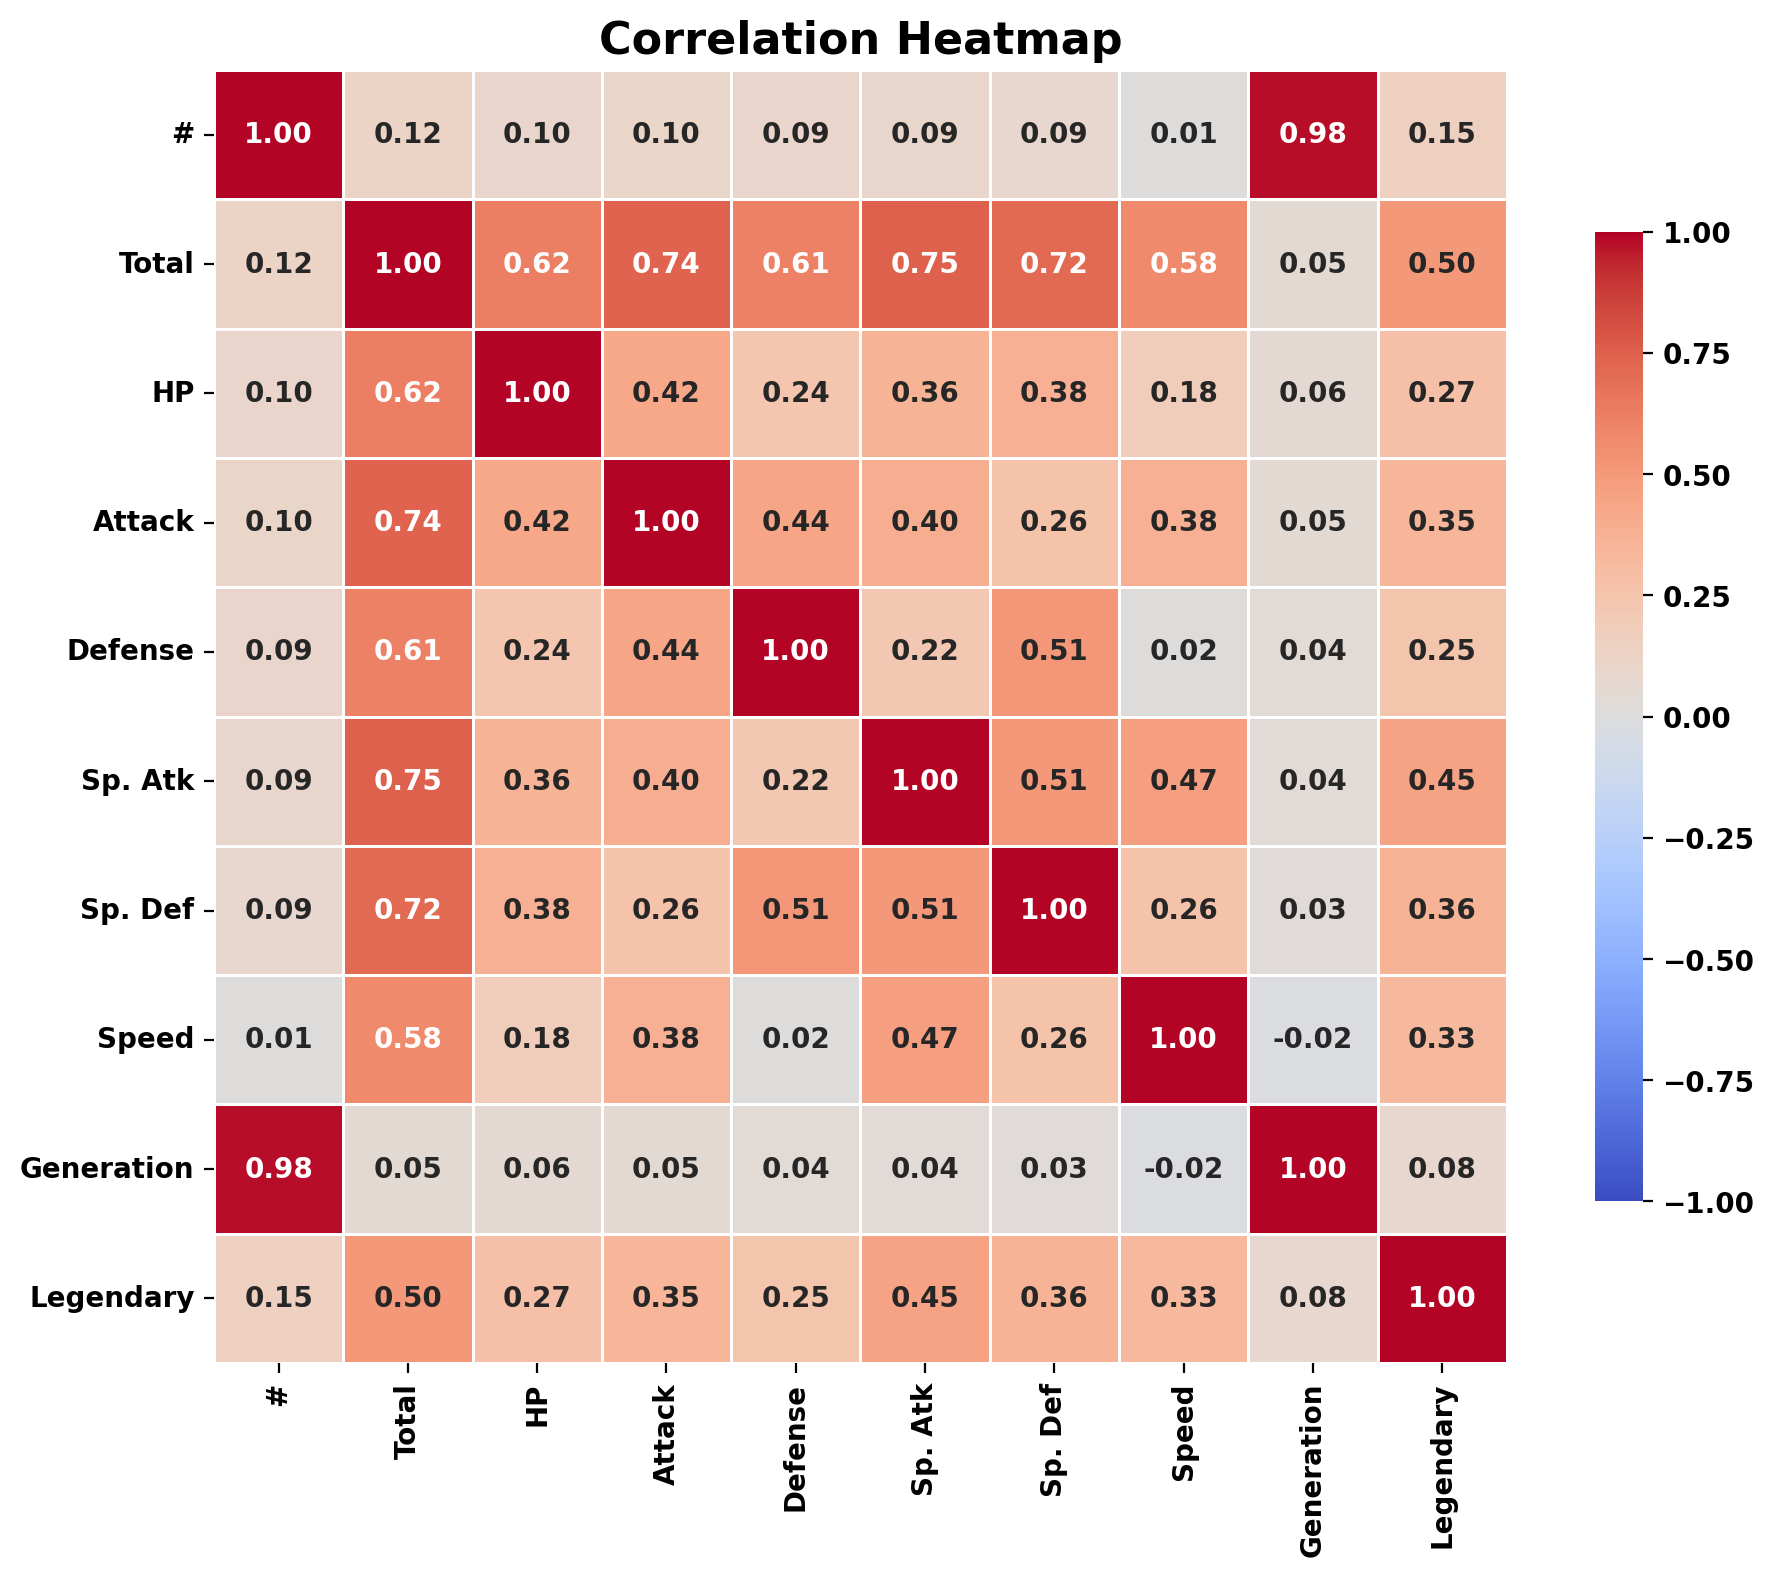 Correlation Heatmap
# 1.00 0.12 0.10 0.10 0.09 0.09 0.09 0.01 0.98 0.15
Total 0.12 1.00 0.62 0.74 0.61 0.75 0.72 0.58 0.05 0.50
HP 0.10 0.62 1.00 0.42 0.24 0.36 0.38 0.18 0.06 0.27
Attack 0.10 0.74 0.42 1.00 0.44 0.40 0.26 0.38 0.05 0.35
Defense 0.09 0.61 0.24 0.44 1.00 0.22 0.51 0.02 0.04 0.25
Sp. Atk 0.09 0.75 0.36 0.40 0.22 1.00 0.51 0.47 0.04 0.45
Sp. Def 0.09 0.72 0.38 0.26 0.51 0.51 1.00 0.26 0.03 0.36
Speed 0.01 0.58 0.18 0.38 0.02 0.47 0.26 1.00 -0.02 0.33
Generation 0.98 0.05 0.06 0.05 0.04 0.04 0.03 -0.02 1.00 0.08
Legendary 0.15 0.50 0.27 0.35 0.25 0.45 0.36 0.33 0.08 1.00
# Total HP Attack Defense Sp. Atk Sp. Def Speed Generation Legendary
1.00
0.75
0.50
0.25
0.00
−0.25
−0.50
−0.75
−1.00